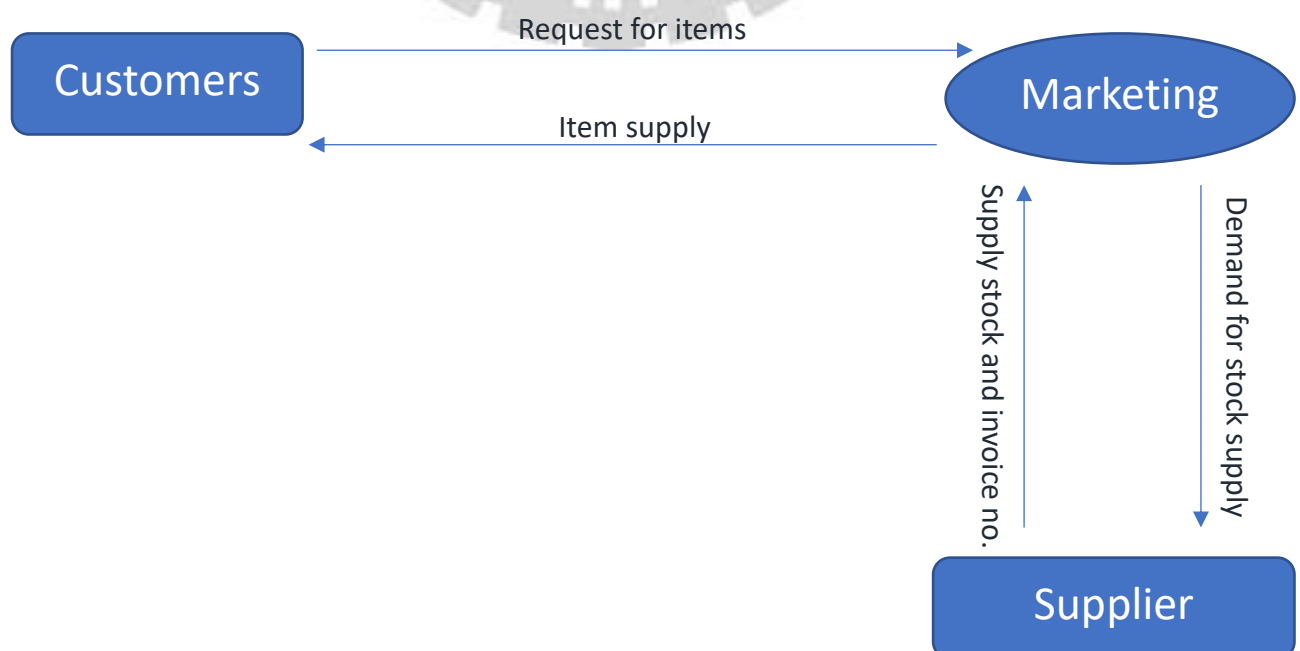 Request for items
Customers
Marketing
Item supply
Supply stock and invoice no.
Demand for stock supply
Supplier